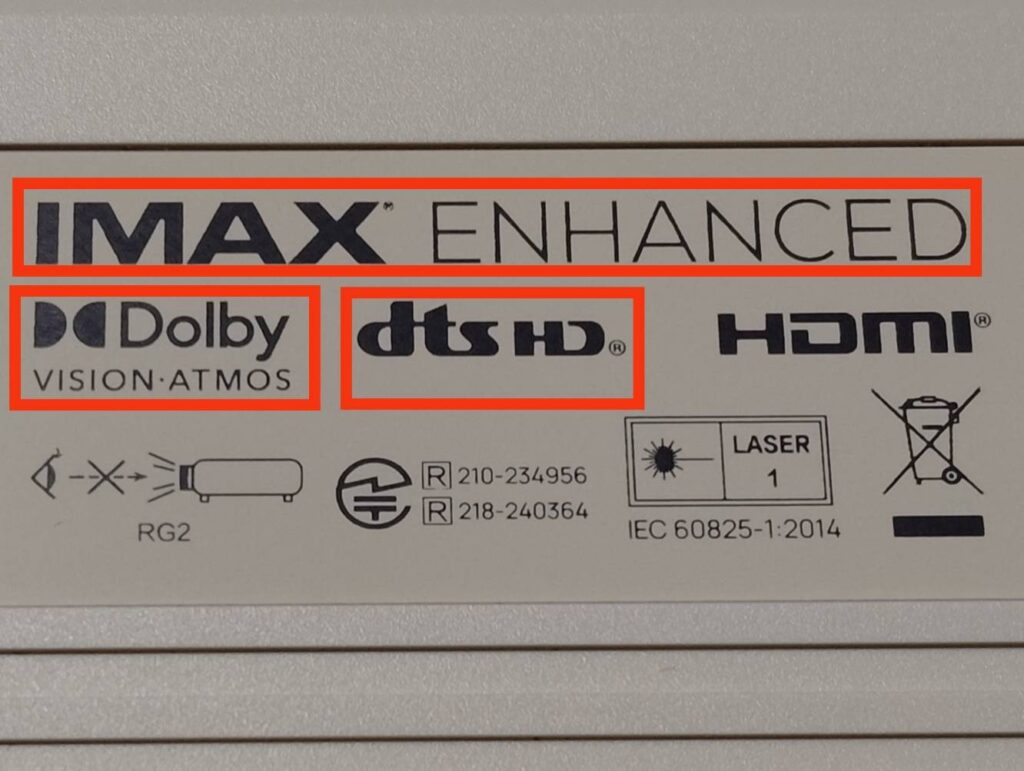 IMAX® ENHANCED
Dolby
VISION·ATMOS
dts HD®
HDMI®
RG2
R 210-234956
R 218-240364
LASER
1
IEC 60825-1:2014